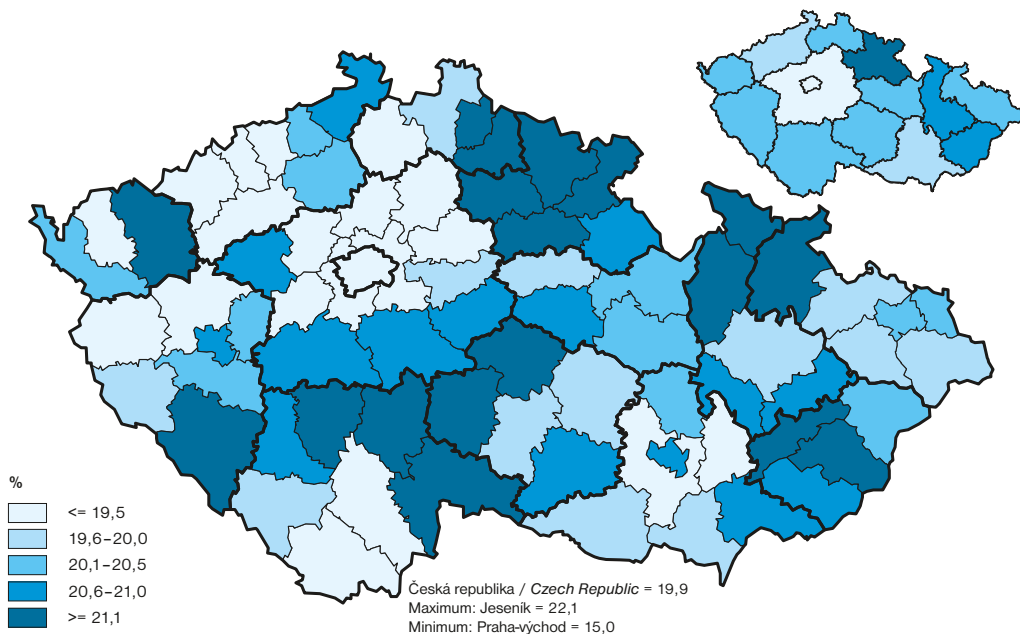 %
<= 19,5
19,6–20,0
20,1–20,5
20,6–21,0
>= 21,1
Česká republika / Czech Republic = 19,9
Maximum: Jeseník = 22,1
Minimum: Praha-východ = 15,0